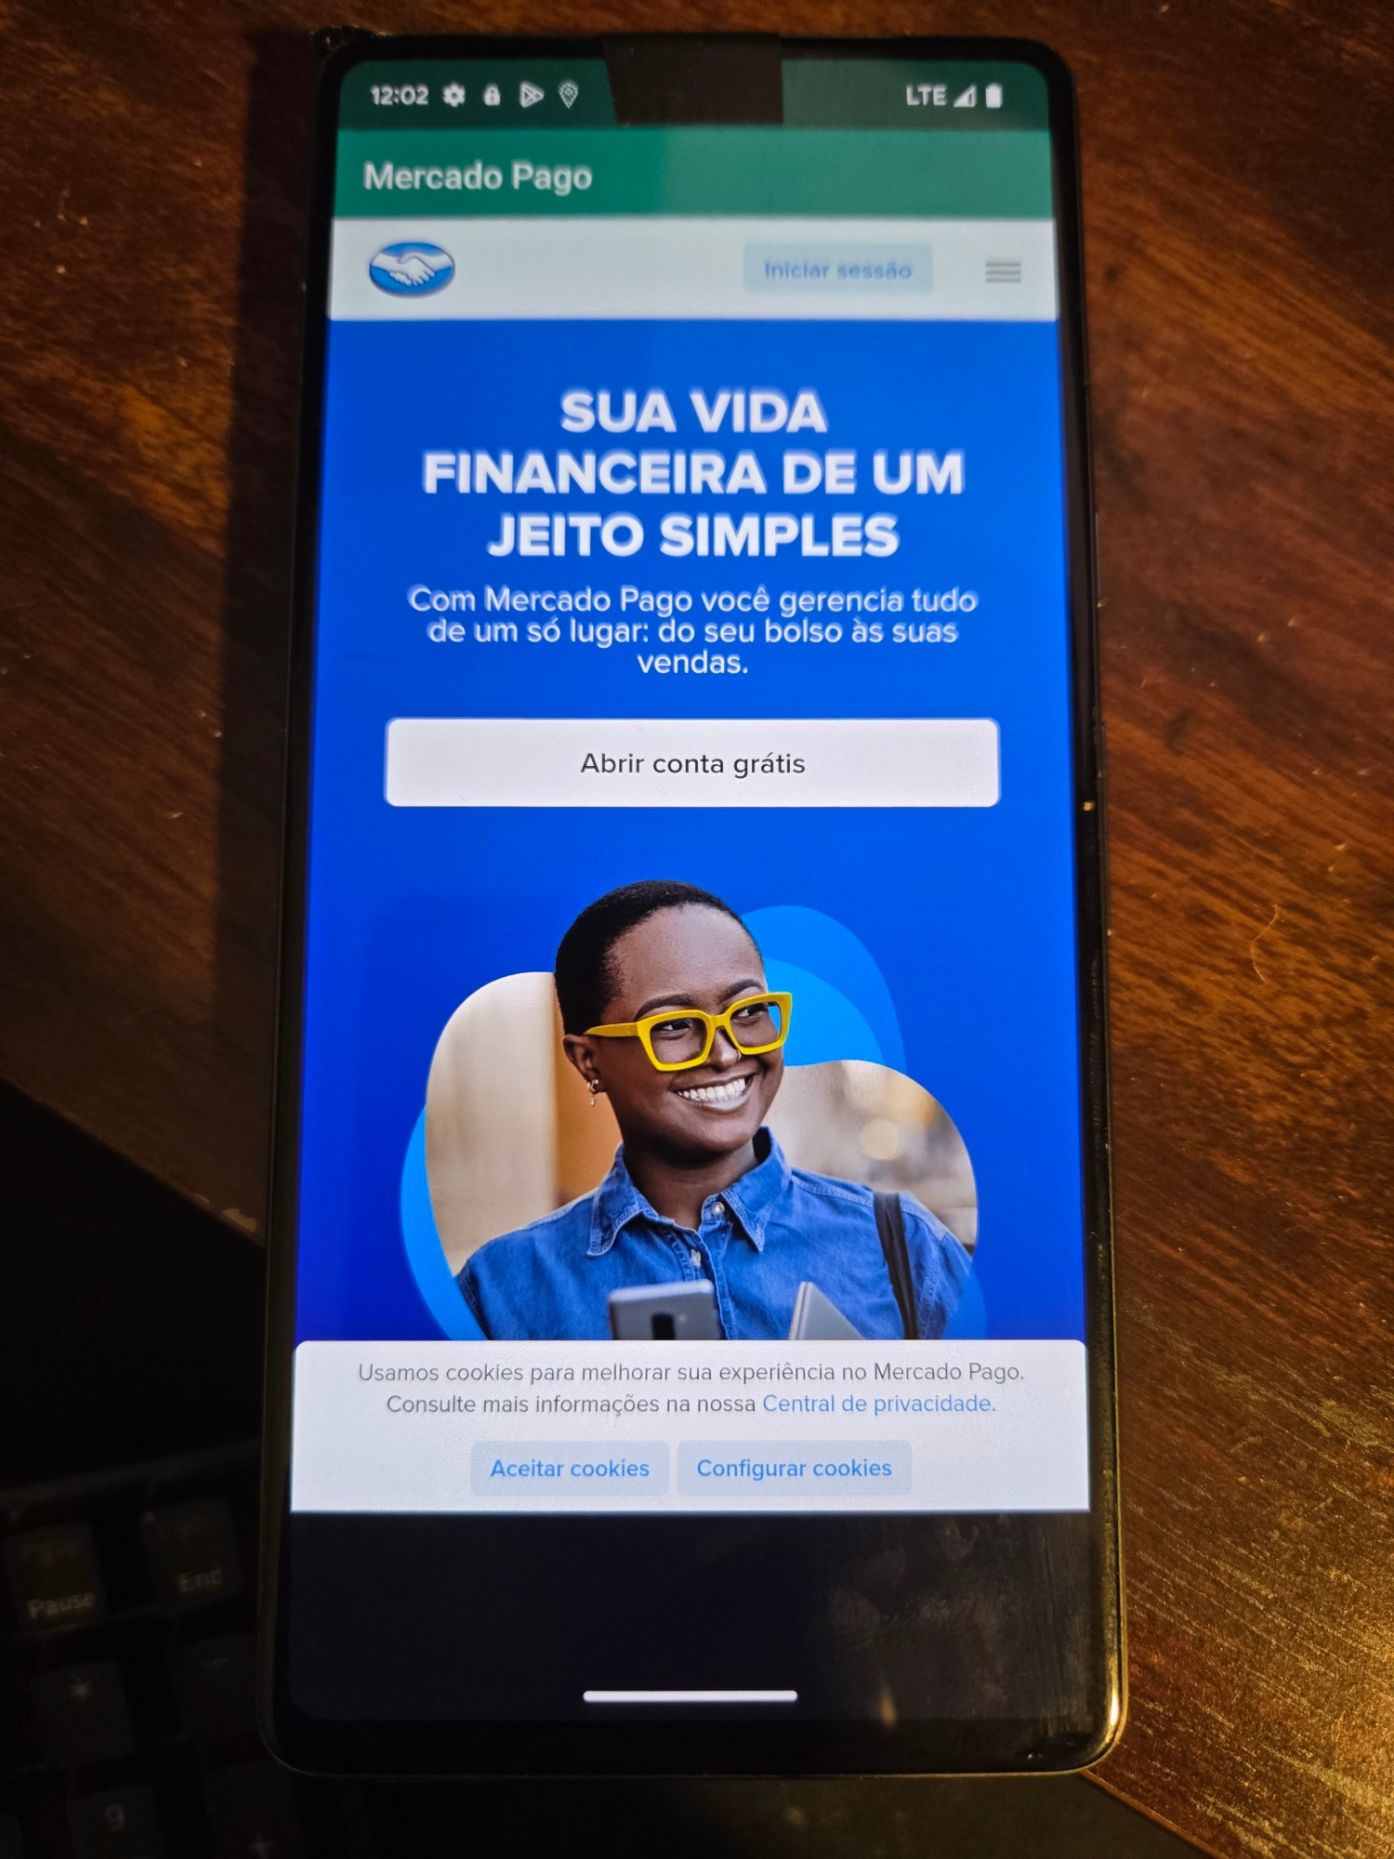 12:02
LTE
Mercado Pago
Iniciar sessão
SUA VIDA
FINANCEIRA DE UM
JEITO SIMPLES
Com Mercado Pago você gerencia tudo
de um só lugar: do seu bolso às suas
vendas.
Abrir conta grátis
Usamos cookies para melhorar sua experiência no Mercado Pago.
Consulte mais informações na nossa Central de privacidade.
Aceitar cookies
Configurar cookies
Pause
End
9